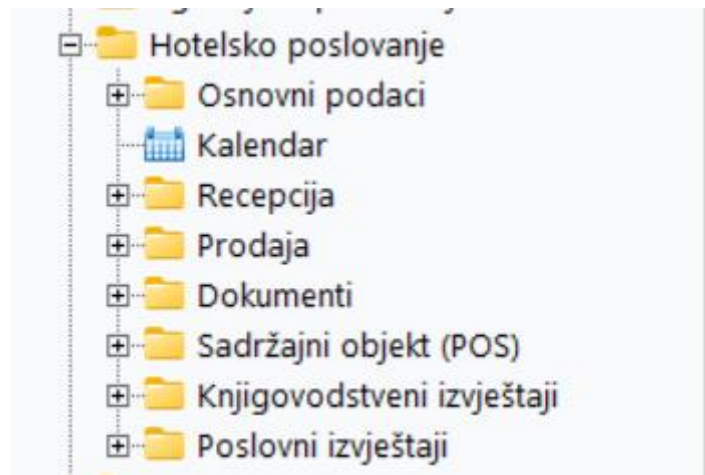 Hotelsko poslovanje
Osnovni podaci
Kalendar
Recepcija
Prodaja
Dokumenti
Sadržajni objekt (POS)
Knjigovodstveni izvještaji
Poslovni izvještaji